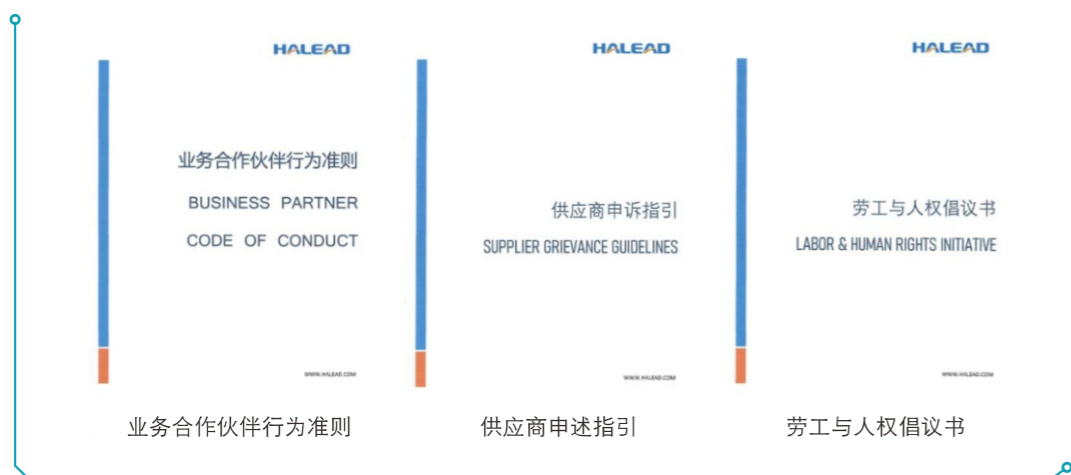 HALEAD
业务合作伙伴行为准则
BUSINESS PARTNER
CODE OF CONDUCT
WWW.HALEAD.COM
HALEAD
供应商申诉指引
SUPPLIER GRIEVANCE GUIDELINES
WWW.HALEAD.COM
HALEAD
劳工与人权倡议书
LABOR & HUMAN RIGHTS INITIATIVE
WWW.HALEAD.COM
业务合作伙伴行为准则
供应商申述指引
劳工与人权倡议书